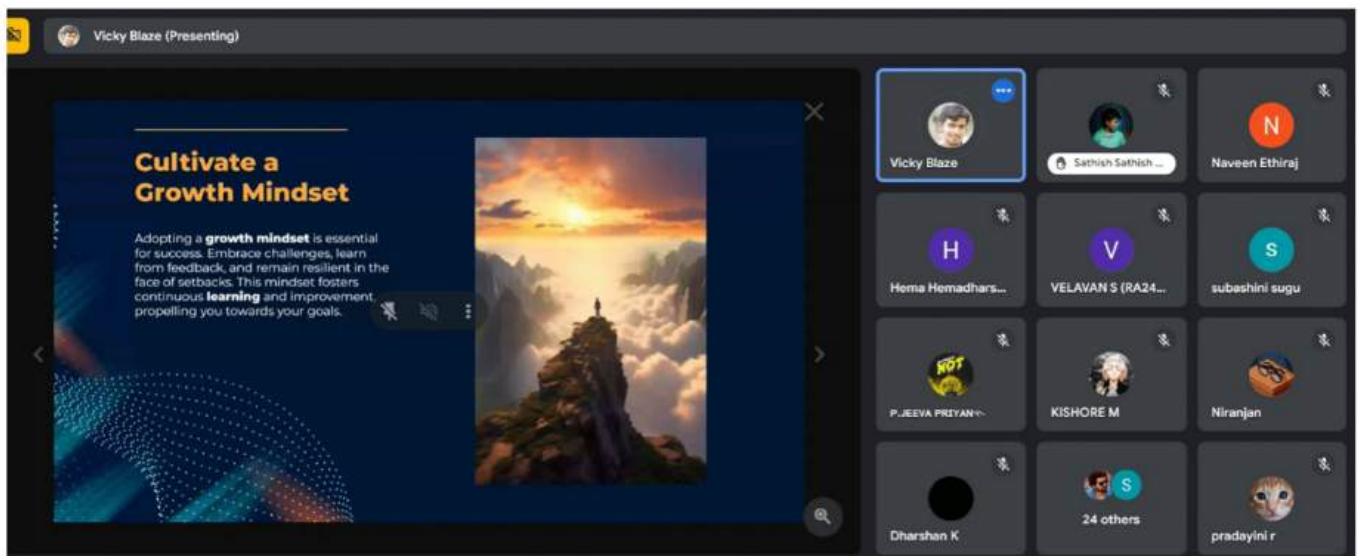 Vicky Blaze (Presenting)
Cultivate a
Growth Mindset
Adopting a growth mindset is essential
for success. Embrace challenges, learn
from feedback, and remain resilient in the
face of setbacks. This mindset fosters
continuous learning and improvement,
propelling you towards your goals.
Vicky Blaze
Sathish Sathish ...
N
Naveen Ethiraj
H
Hema Hemadhars...
V
VELAVAN S (RA24...
S
subashini sugu
NOT
P.JEEVA PRIYAN
KISHORE M
Niranjan
Dharshan K
S
24 others
pradayini r